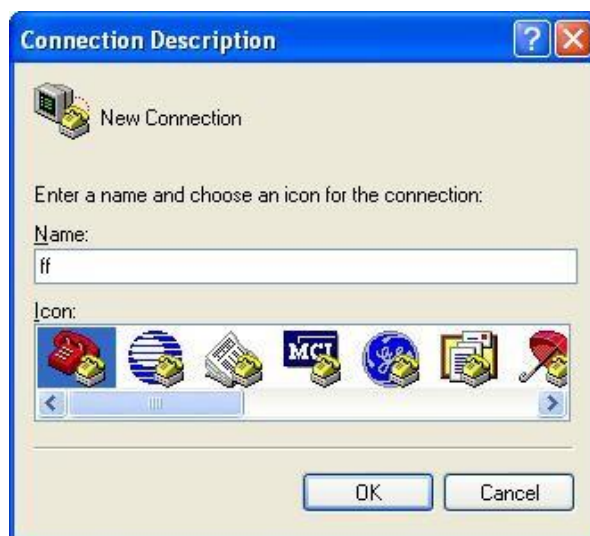 Connection Description
New Connection
Enter a name and choose an icon for the connection:
Name:
ff
Icon:
MCI
OK Cancel